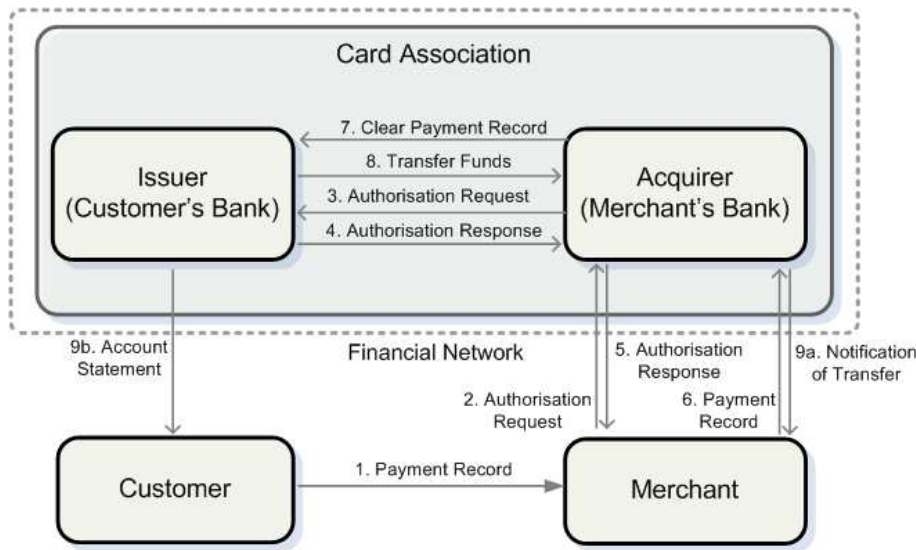 Card Association
7. Clear Payment Record
8. Transfer Funds
3. Authorisation Request
4. Authorisation Response
Issuer
(Customer's Bank)
Acquirer
(Merchant's Bank)
9b. Account
Statement
Financial Network
5. Authorisation
Response
9a. Notification
of Transfer
2. Authorisation
Request
6. Payment
Record
Customer
1. Payment Record
Merchant